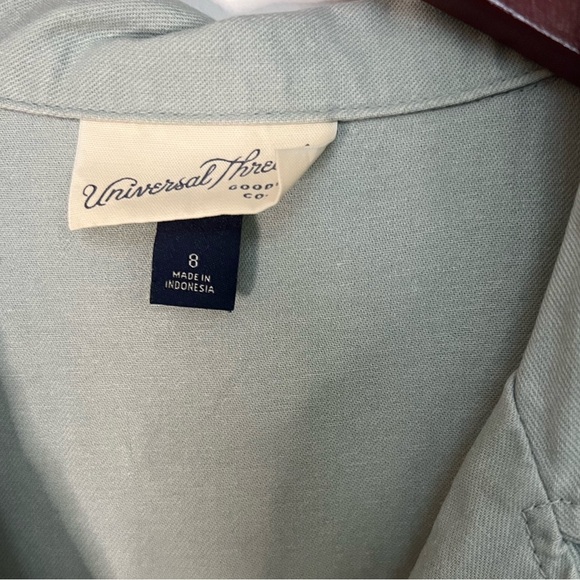 Universal Threa
GOOD
CO.
8
MADE IN
INDONESIA